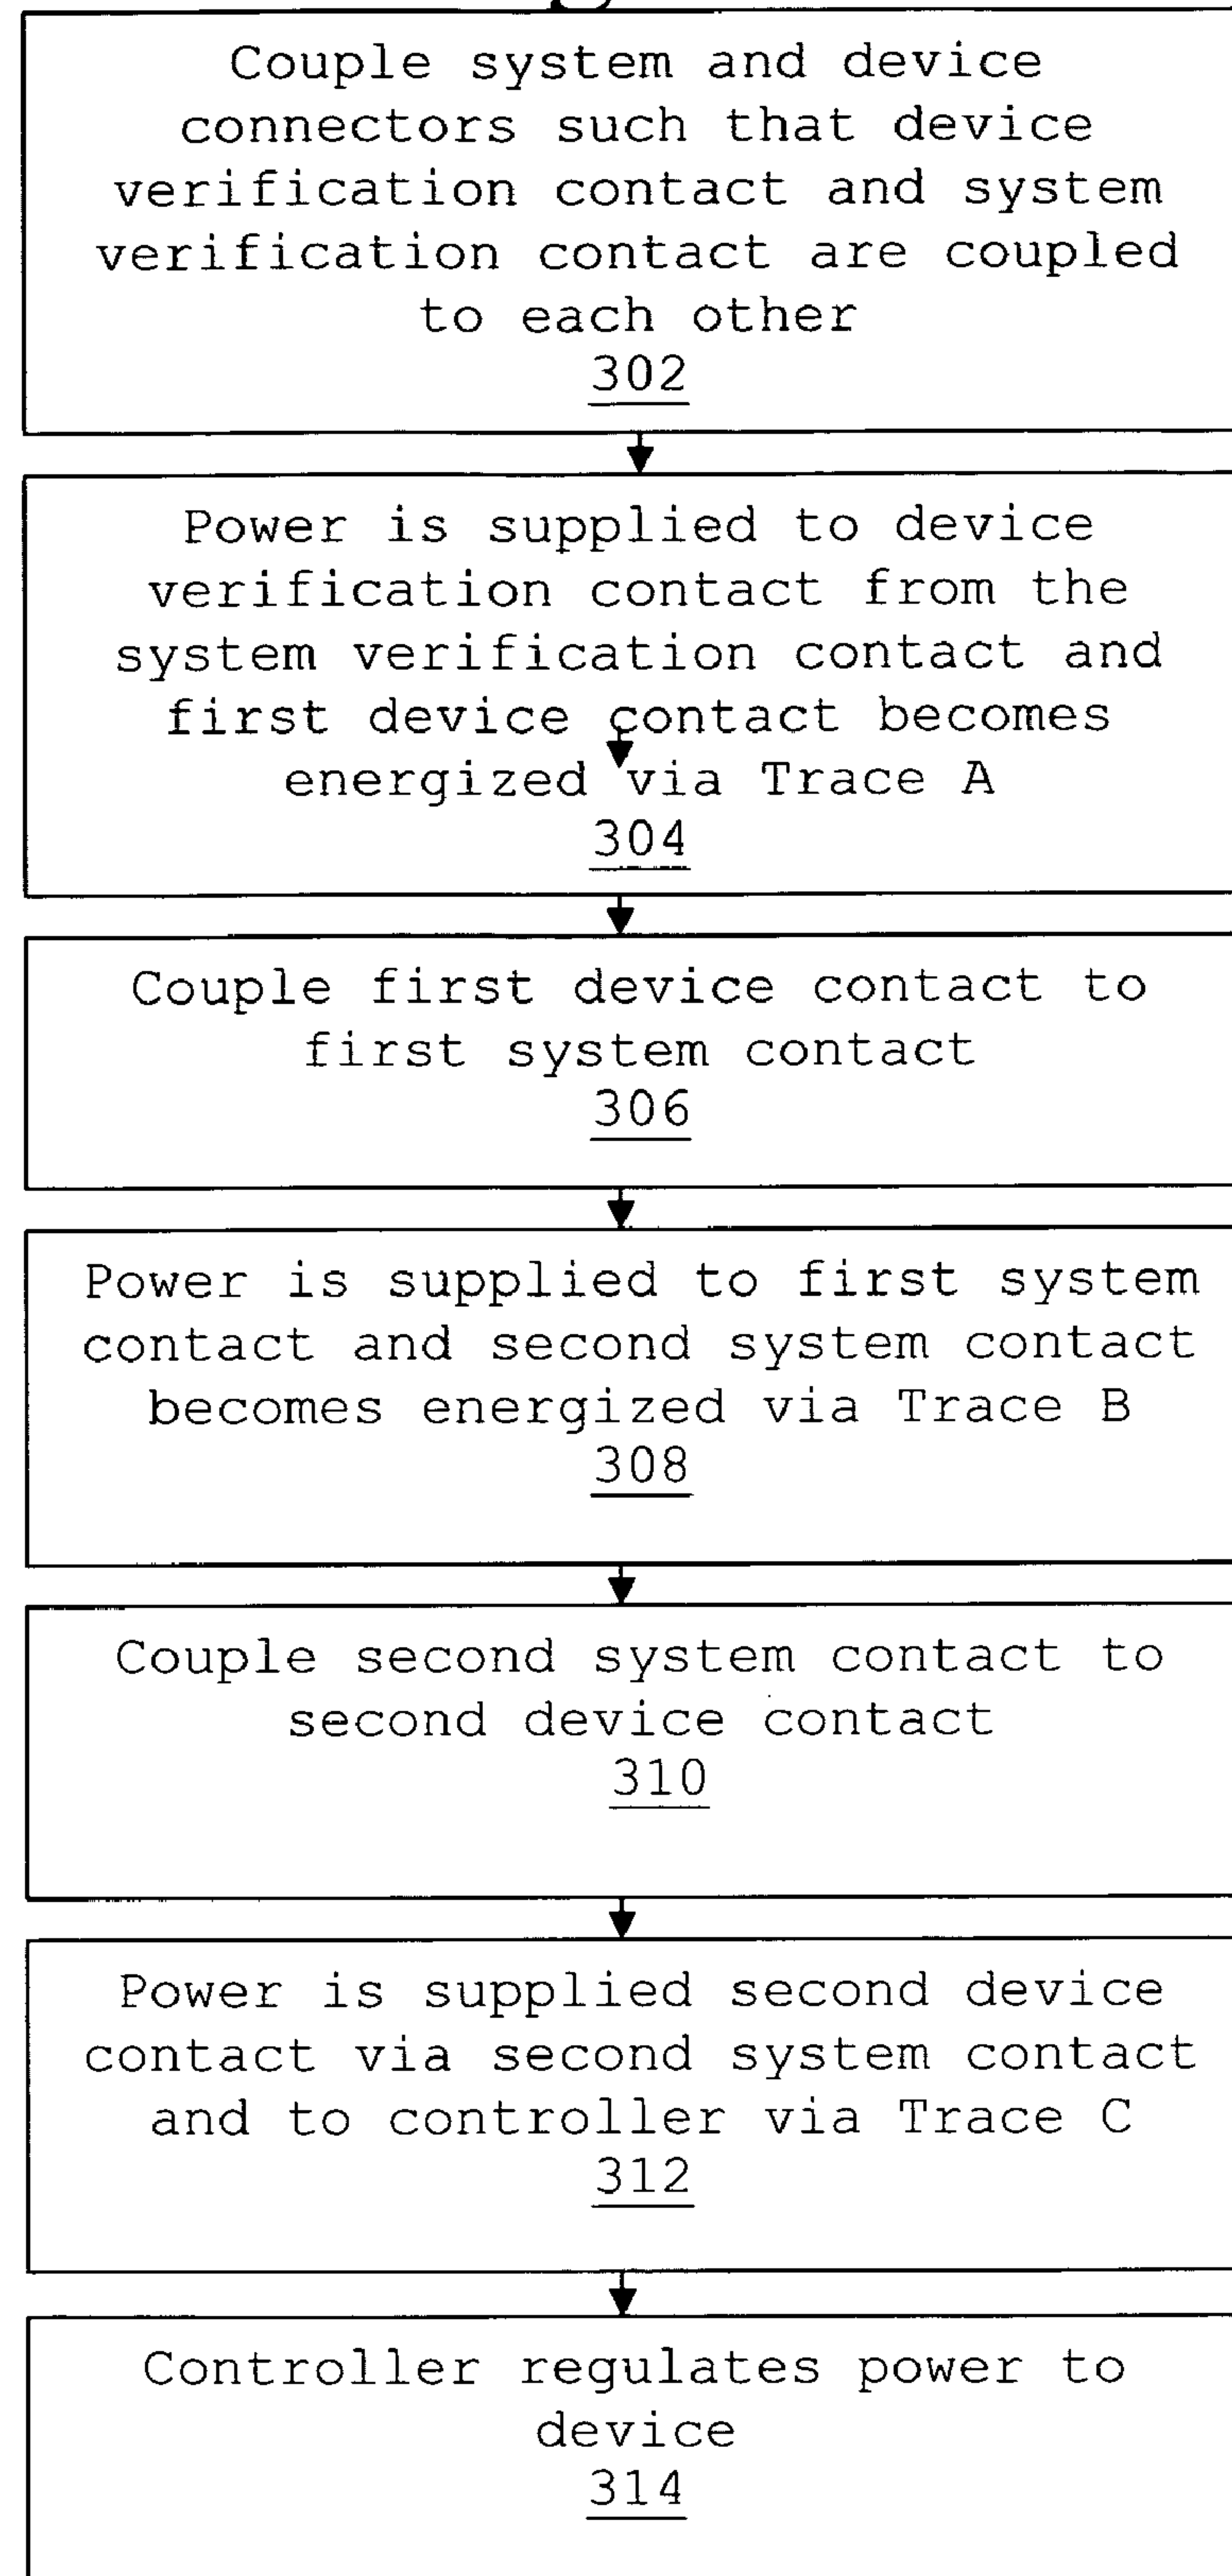 Couple system and device
connectors such that device
verification contact and system
verification contact are coupled
to each other
302
Power is supplied to device
verification contact from the
system verification contact and
first device contact becomes
energized via Trace A
304
Couple first device contact to
first system contact
306
Power is supplied to first system
contact and second system contact
becomes energized via Trace B
308
Couple second system contact to
second device contact
310
Power is supplied second device
contact via second system contact
and to controller via Trace C
312
Controller regulates power to
device
314